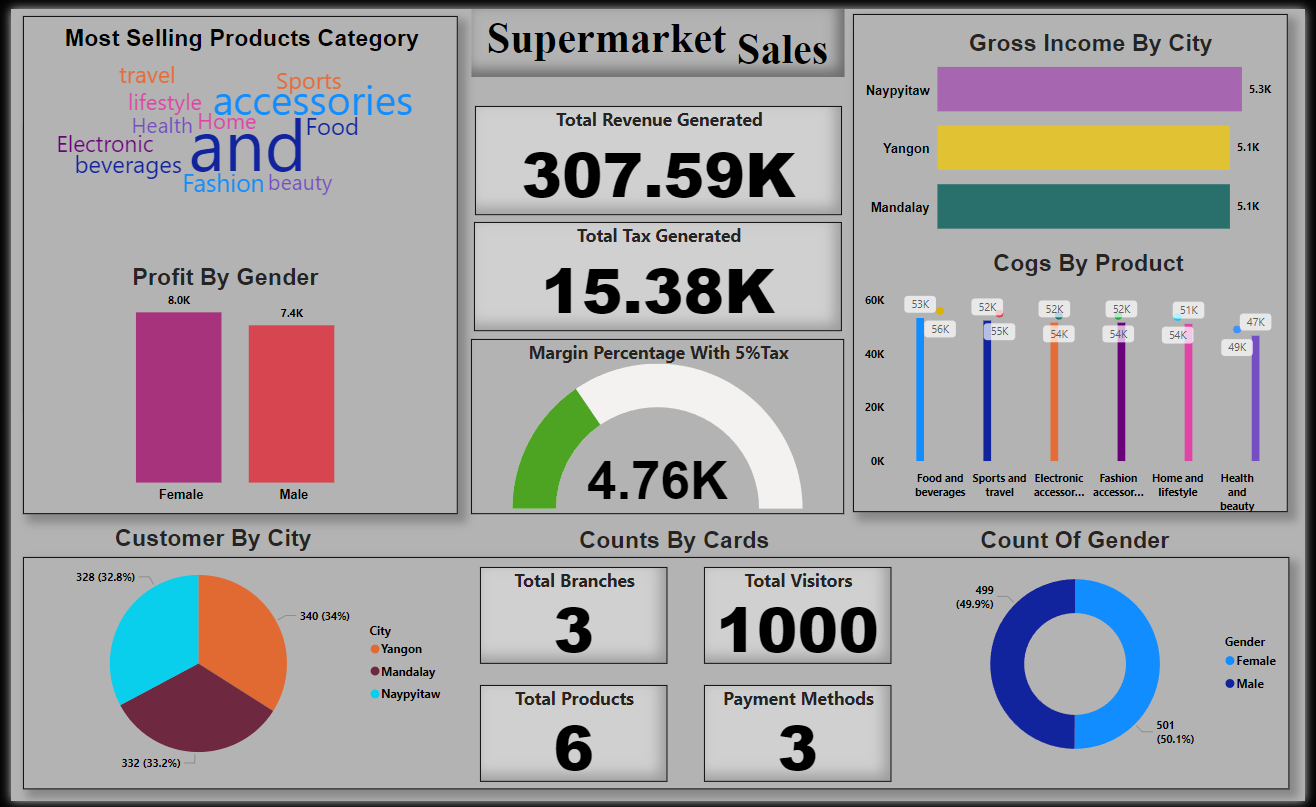 Most Selling Products Category
travel
Sports
lifestyle
accessories
Health
Home
Food
Electronic
and
beverages
Fashion
beauty
Profit By Gender
8.0K
7.4K
Female
Male
Supermarket Sales
Total Revenue Generated
307.59K
Total Tax Generated
15.38K
Margin Percentage With 5%Tax
4.76K
Gross Income By City
Naypyitaw
5.3K
Yangon
5.1K
Mandalay
5.1K
Cogs By Product
60K
40K
20K
0K
53K
56K
52K
55K
52K
54K
52K
54K
51K
54K
47K
49K
Food and
beverages
Sports and
travel
Electronic
accessor...
Fashion
accessor...
Home and
lifestyle
Health
and
beauty
Customer By City
328 (32.8%)
340 (34%)
332 (33.2%)
City
Yangon
Mandalay
Naypyitaw
Counts By Cards
Total Branches
3
Total Visitors
1000
Total Products
6
Payment Methods
3
Count Of Gender
499
(49.9%)
501
(50.1%)
Gender
Female
Male